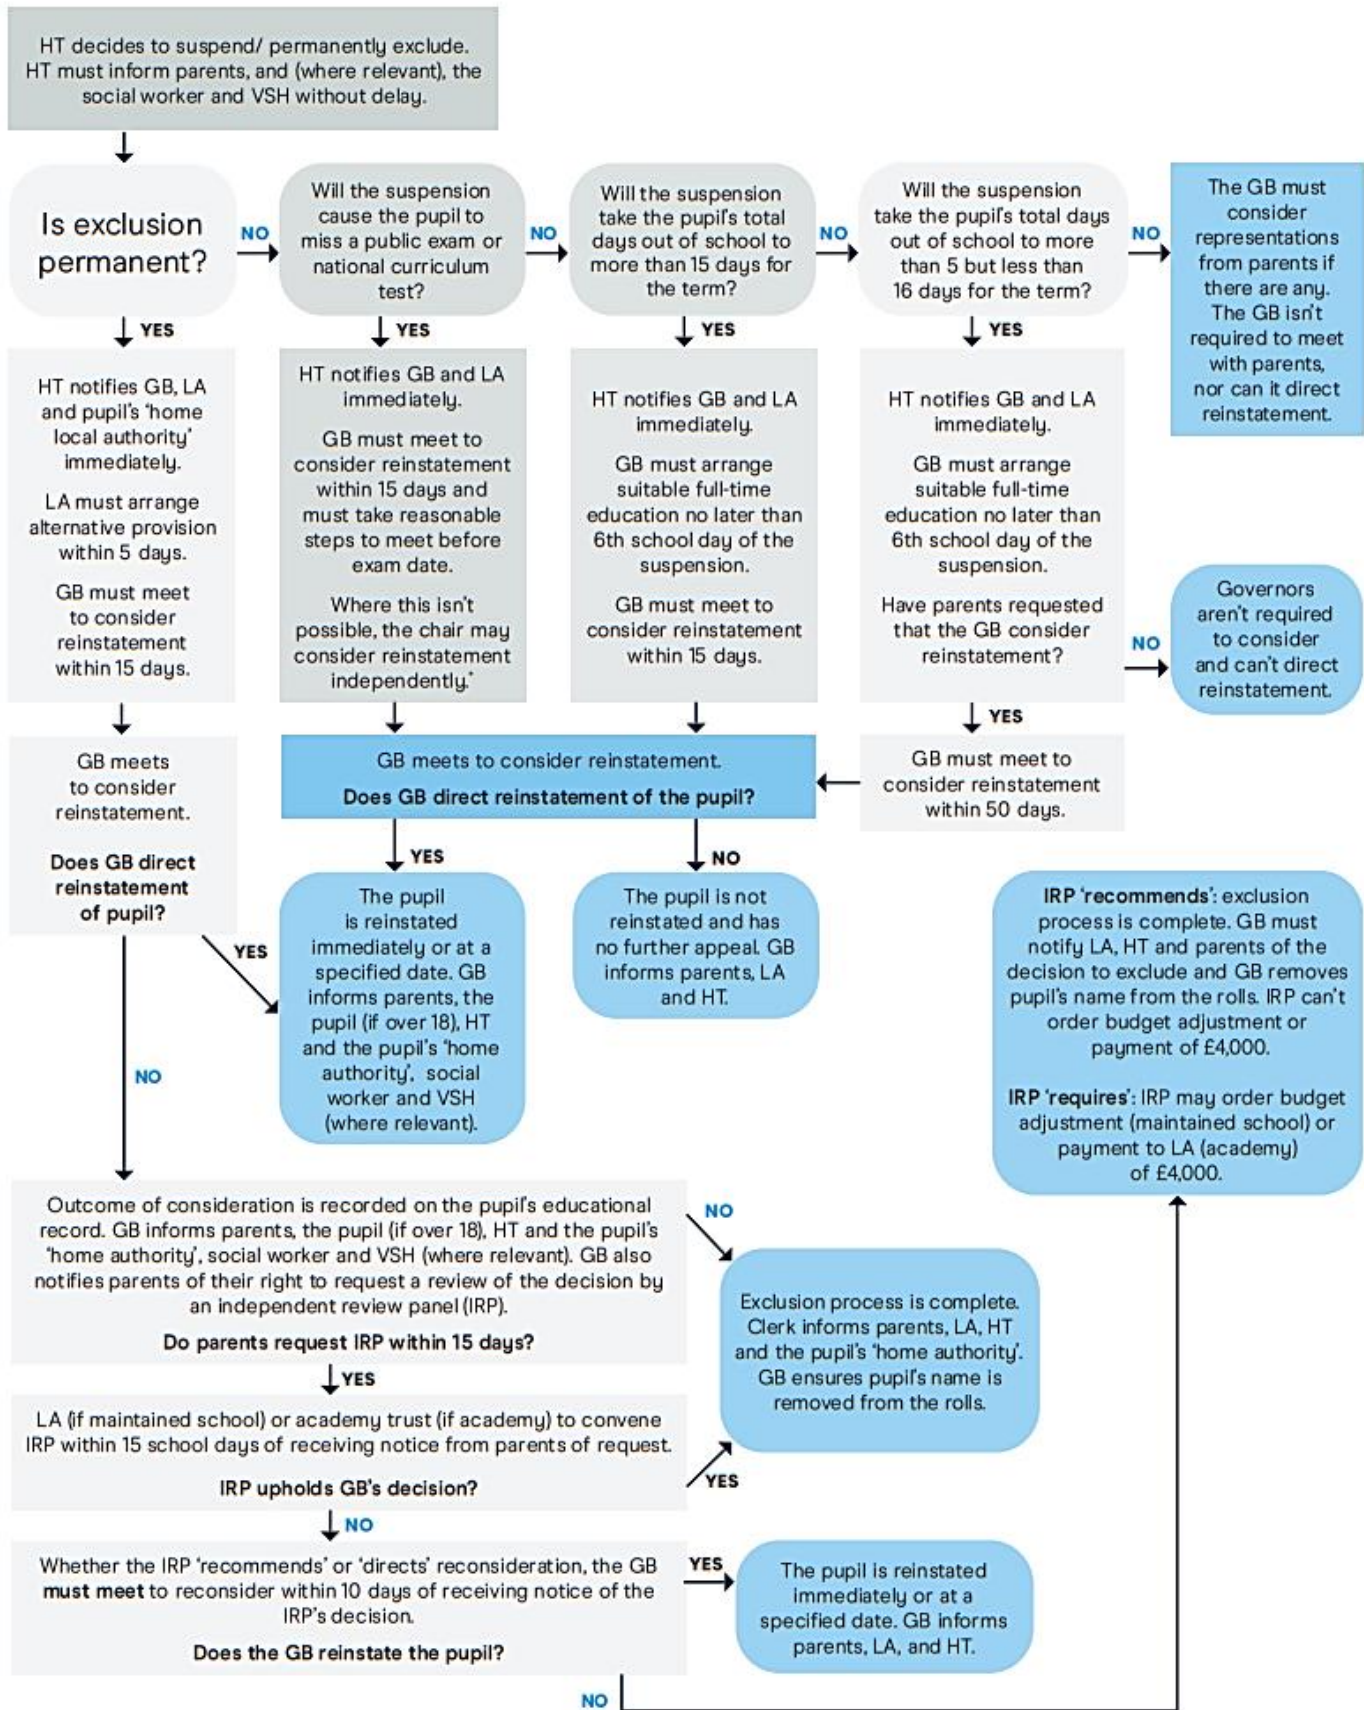 HT decides to suspend/ permanently exclude.
HT must inform parents, and (where relevant), the
social worker and VSH without delay.
Is exclusion
permanent?
NO
Will the suspension
cause the pupil to
miss a public exam or
national curriculum
test?
NO
Will the suspension
take the pupil's total
days out of school to
more than 15 days for
the term?
NO
Will the suspension
take the pupil's total days
out of school to more
than 5 but less than
16 days for the term?
NO
The GB must
consider
representations
from parents if
there are any.
The GB isn't
required to meet
with parents,
nor can it direct
reinstatement.
YES
YES
YES
YES
HT notifies GB, LA
and pupil's 'home
local authority'
immediately.
LA must arrange
alternative provision
within 5 days.
GB must meet
to consider
reinstatement
within 15 days.
HT notifies GB and LA
immediately.
GB must meet to
consider reinstatement
within 15 days and
must take reasonable
steps to meet before
exam date.
Where this isn't
possible, the chair may
consider reinstatement
independently.*
HT notifies GB and LA
immediately.
GB must arrange
suitable full-time
education no later than
6th school day of the
suspension.
GB must meet to
consider reinstatement
within 15 days.
HT notifies GB and LA
immediately.
GB must arrange
suitable full-time
education no later than
6th school day of the
suspension.
Have parents requested
that the GB consider
reinstatement?
NO
Governors
aren't required
to consider
and can't direct
reinstatement.
YES
GB meets
to consider
reinstatement.
Does GB direct
reinstatement
of pupil?
GB meets to consider reinstatement.
Does GB direct reinstatement of the pupil?
GB must meet to
consider reinstatement
within 50 days.
YES
NO
YES
The pupil
is reinstated
immediately or at a
specified date. GB
informs parents, the
pupil (if over 18), HT
and the pupil's 'home
authority', social
worker and VSH
(where relevant).
The pupil is not
reinstated and has
no further appeal. GB
informs parents, LA
and HT.
IRP 'recommends': exclusion
process is complete. GB must
notify LA, HT and parents of the
decision to exclude and GB removes
pupil's name from the rolls. IRP can't
order budget adjustment or
payment of £4,000.
IRP 'requires': IRP may order budget
adjustment (maintained school) or
payment to LA (academy)
of £4,000.
NO
Outcome of consideration is recorded on the pupil's educational
record. GB informs parents, the pupil (if over 18), HT and the pupil's
'home authority', social worker and VSH (where relevant). GB also
notifies parents of their right to request a review of the decision by
an independent review panel (IRP).
Do parents request IRP within 15 days?
NO
Exclusion process is complete.
Clerk informs parents, LA, HT
and the pupil's 'home authority'.
GB ensures pupil's name is
removed from the rolls.
YES
LA (if maintained school) or academy trust (if academy) to convene
IRP within 15 school days of receiving notice from parents of request.
IRP upholds GB's decision?
YES
NO
Whether the IRP 'recommends' or 'directs' reconsideration, the GB
must meet to reconsider within 10 days of receiving notice of the
IRP's decision.
Does the GB reinstate the pupil?
YES
The pupil is reinstated
immediately or at a
specified date. GB informs
parents, LA, and HT.
NO